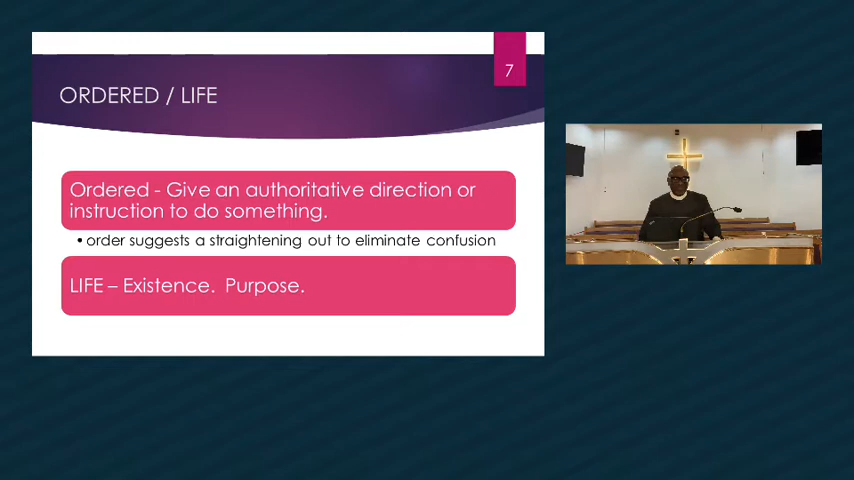 7
ORDERED / LIFE
Ordered - Give an authoritative direction or
instruction to do something.
• order suggests a straightening out to eliminate confusion
LIFE – Existence.  Purpose.